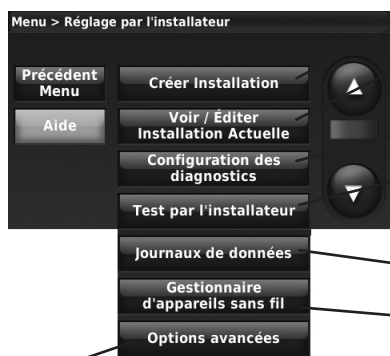 Menu > Réglage par l'installateur
Précédent
Menu
Aide
Créer Installation
Voir / Éditer
Installation Actuelle
Configuration des
diagnostics
Test par l'installateur
Journaux de données
Gestionnaire
d'appareils sans fil
Options avancées